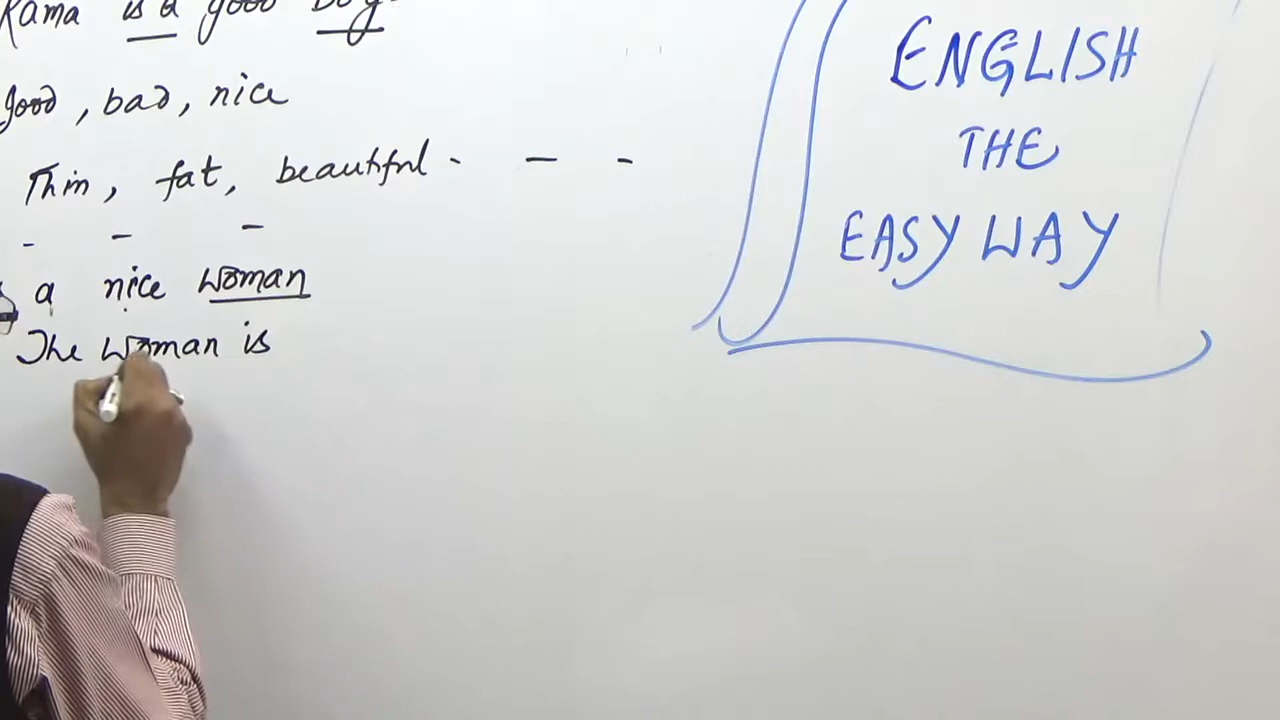 Rama is a good boy
good, bad, nice
Thin, fat, beautiful - - -
- - -
a nice woman
The woman is
ENGLISH
THE
EASY WAY